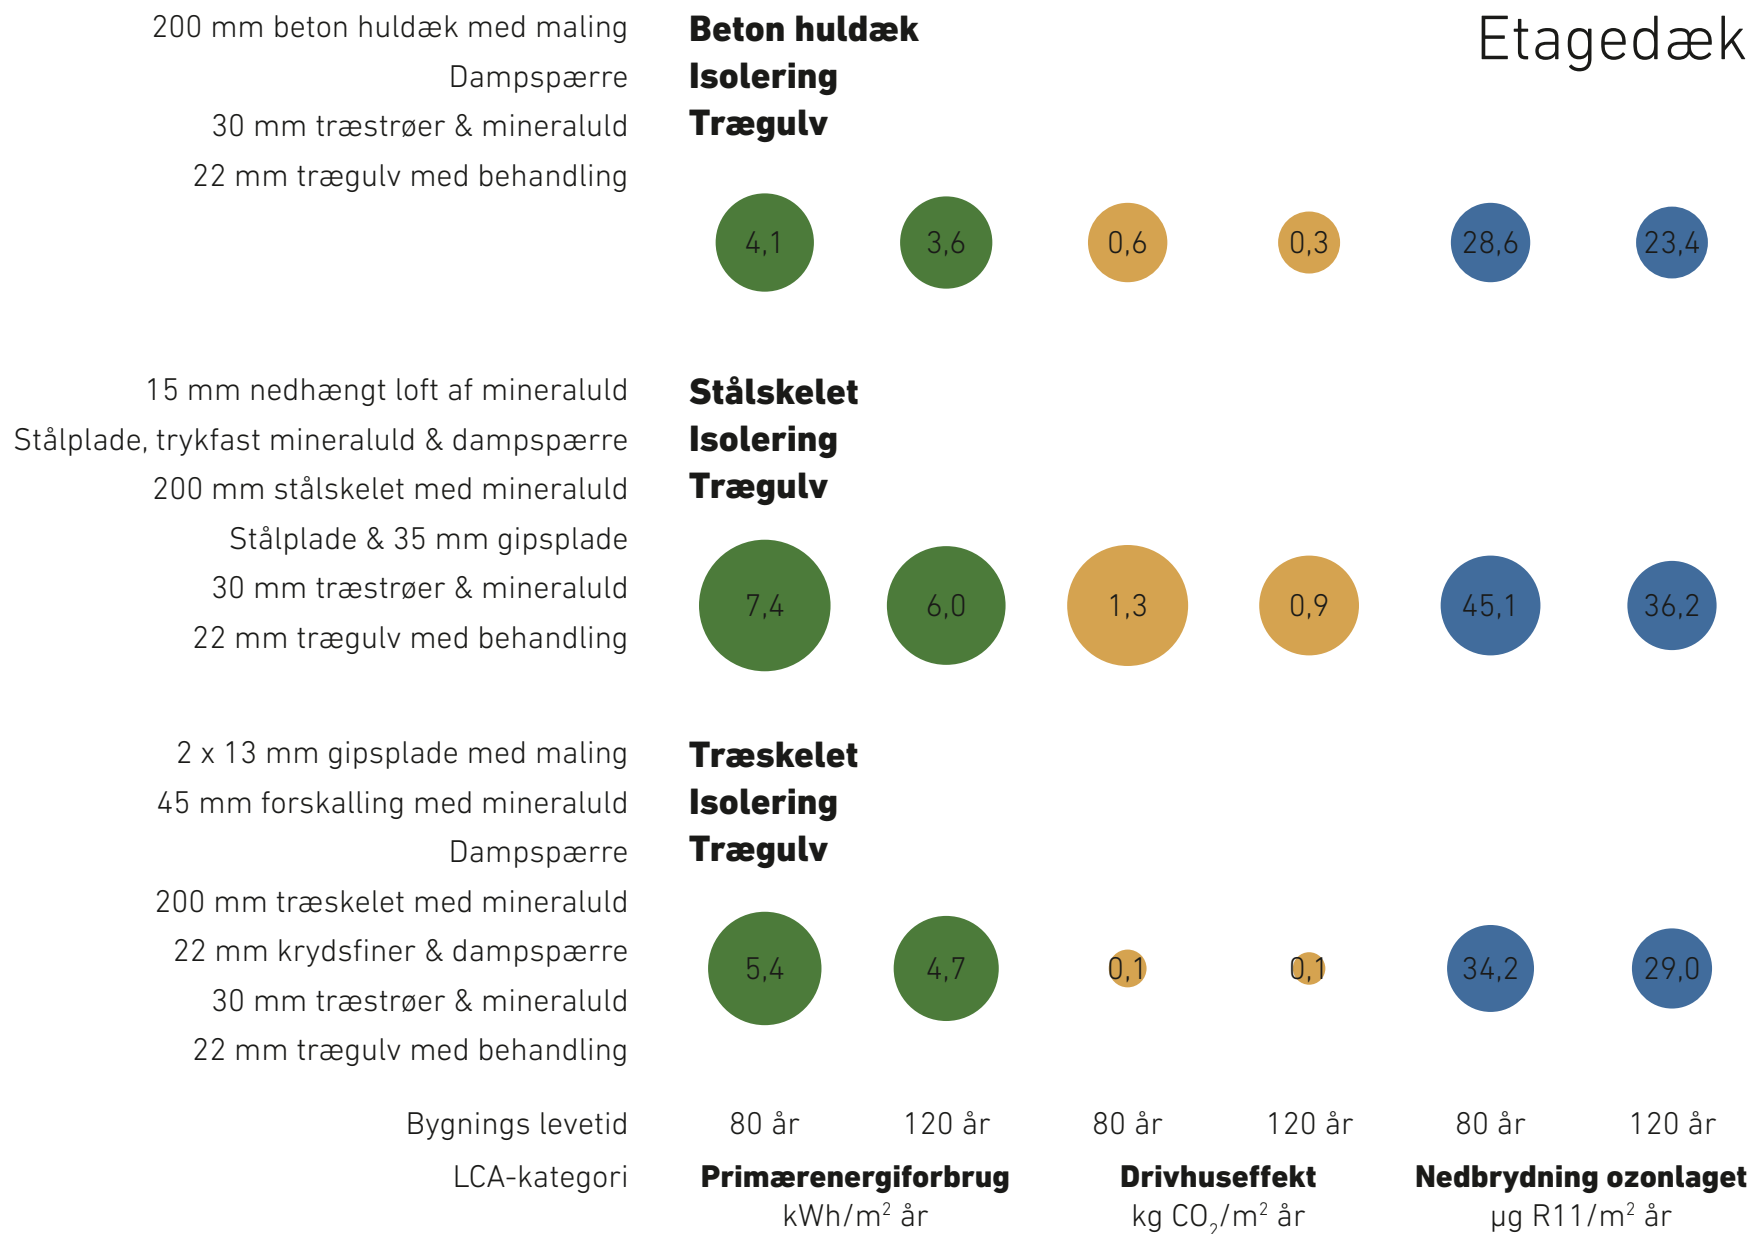 Etagedæk
200 mm beton huldæk med maling
Dampspærre
30 mm træstrøer & mineraluld
22 mm trægulv med behandling
Beton huldæk
Isolering
Trægulv
4,1 3,6 0,6 0,3 28,6 23,4
15 mm nedhængt loft af mineraluld
Stålplade, trykfast mineraluld & dampspærre
200 mm stålskelet med mineraluld
Stålplade & 35 mm gipsplade
30 mm træstrøer & mineraluld
22 mm trægulv med behandling
Stålskelet
Isolering
Trægulv
7,4 6,0 1,3 0,9 45,1 36,2
2 x 13 mm gipsplade med maling
45 mm forskalling med mineraluld
Dampspærre
200 mm træskelet med mineraluld
22 mm krydsfiner & dampspærre
30 mm træstrøer & mineraluld
22 mm trægulv med behandling
Træskelet
Isolering
Trægulv
5,4 4,7 0,1 0,1 34,2 29,0
Bygnings levetid 80 år 120 år 80 år 120 år 80 år 120 år
LCA-kategori Primærenergiforbrug Drivhuseffekt Nedbrydning ozonlaget
kWh/m² år kg CO₂/m² år µg R11/m² år